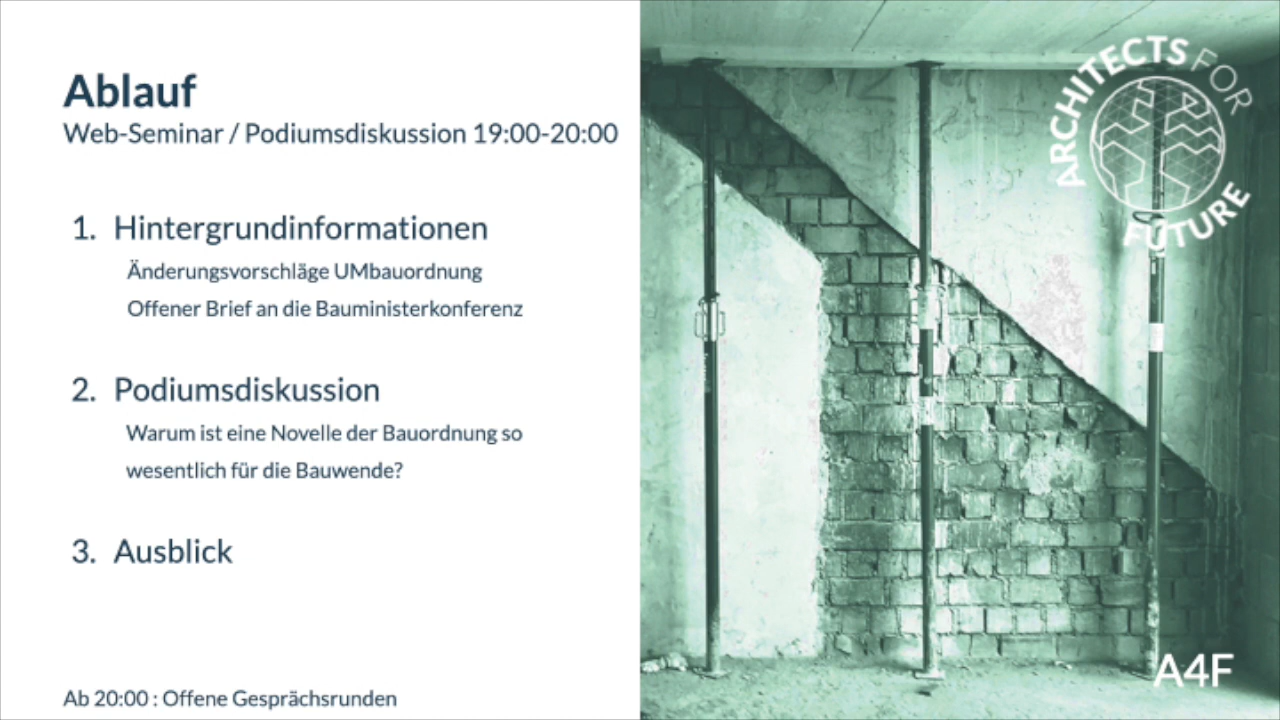 Ablauf
Web-Seminar / Podiumsdiskussion 19:00-20:00
1. Hintergrundinformationen
Änderungsvorschläge UMbauordnung
Offener Brief an die Bauministerkonferenz
2. Podiumsdiskussion
Warum ist eine Novelle der Bauordnung so
wesentlich für die Bauwende?
3. Ausblick
Ab 20:00 : Offene Gesprächsrunden
ARCHITECTS FOR
FUTURE
A4F